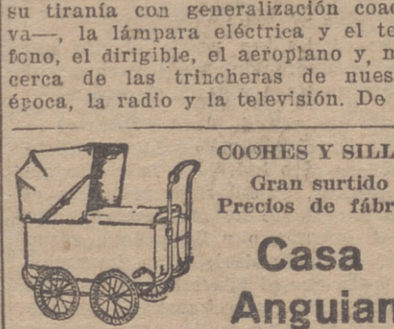 su tiranía con generalización coac
va—, la lámpara eléctrica y el te
fono, el dirigible, el aeroplano y, m
cerca de las trincheras de nues
época, la radio y la televisión. De
COCHES Y SILL
Gran surtido
Precios de fábr
Casa
Anguian